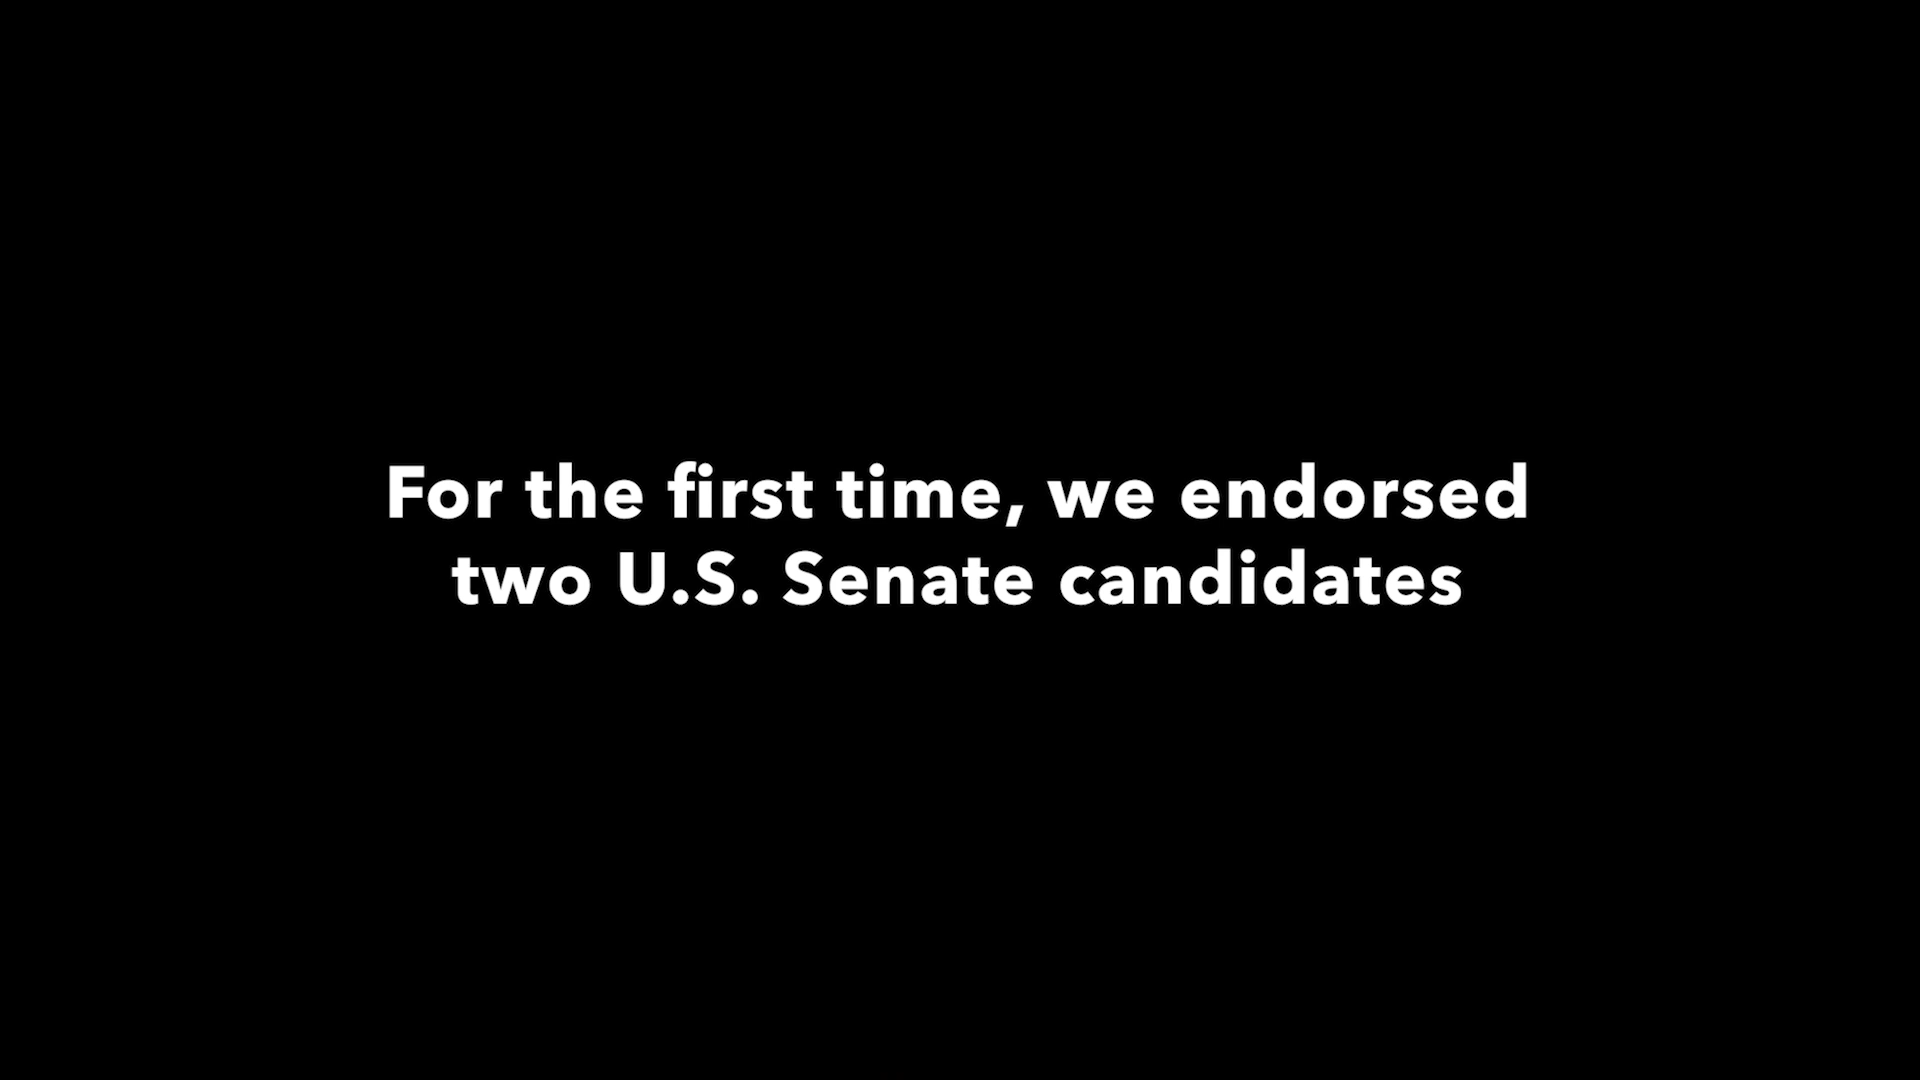 For the first time, we endorsed
two U.S. Senate candidates